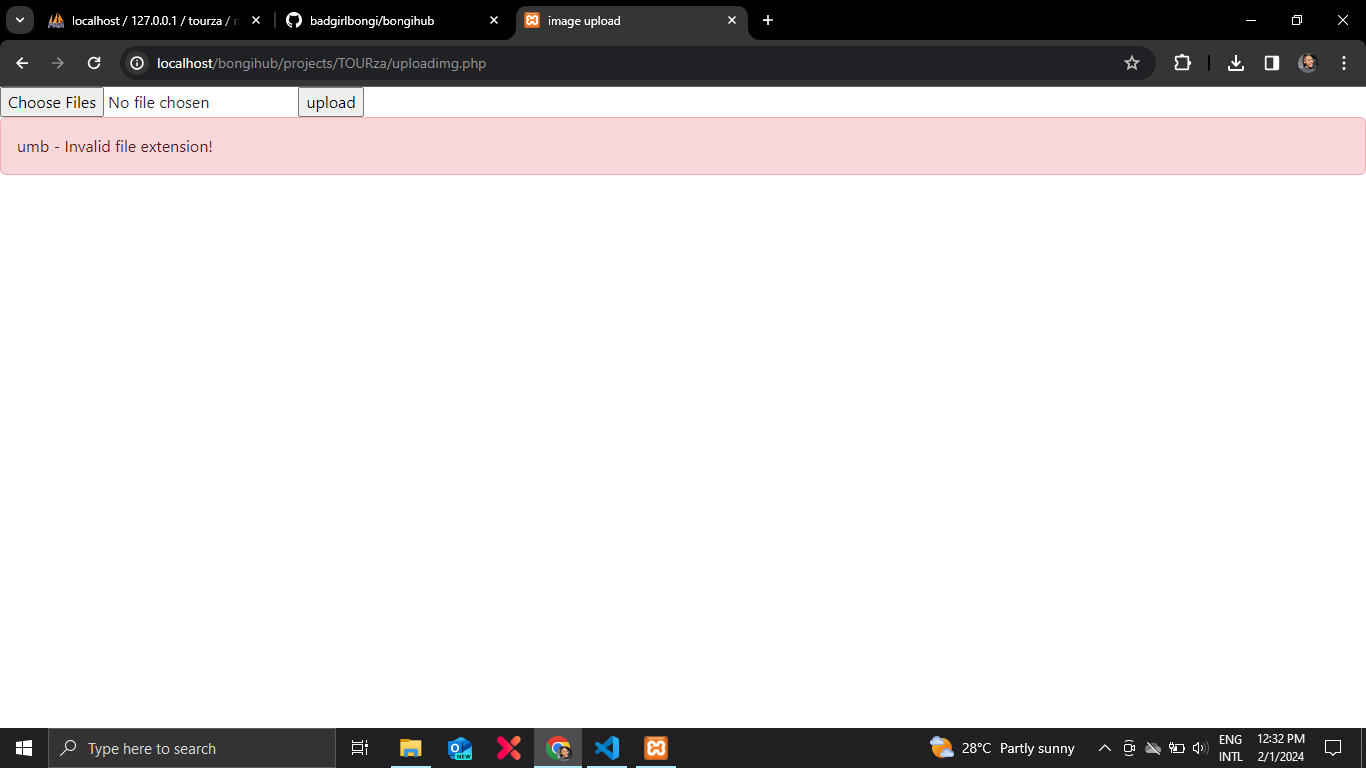 localhost / 127.0.0.1 / tourza /
badgirlbongi/bongihub
image upload
localhost/bongihub/projects/TOURza/uploadimg.php
Choose Files No file chosen upload
umb - Invalid file extension!
Type here to search
NEW
28°C Partly sunny
ENG
INTL
12:32 PM
2/1/2024